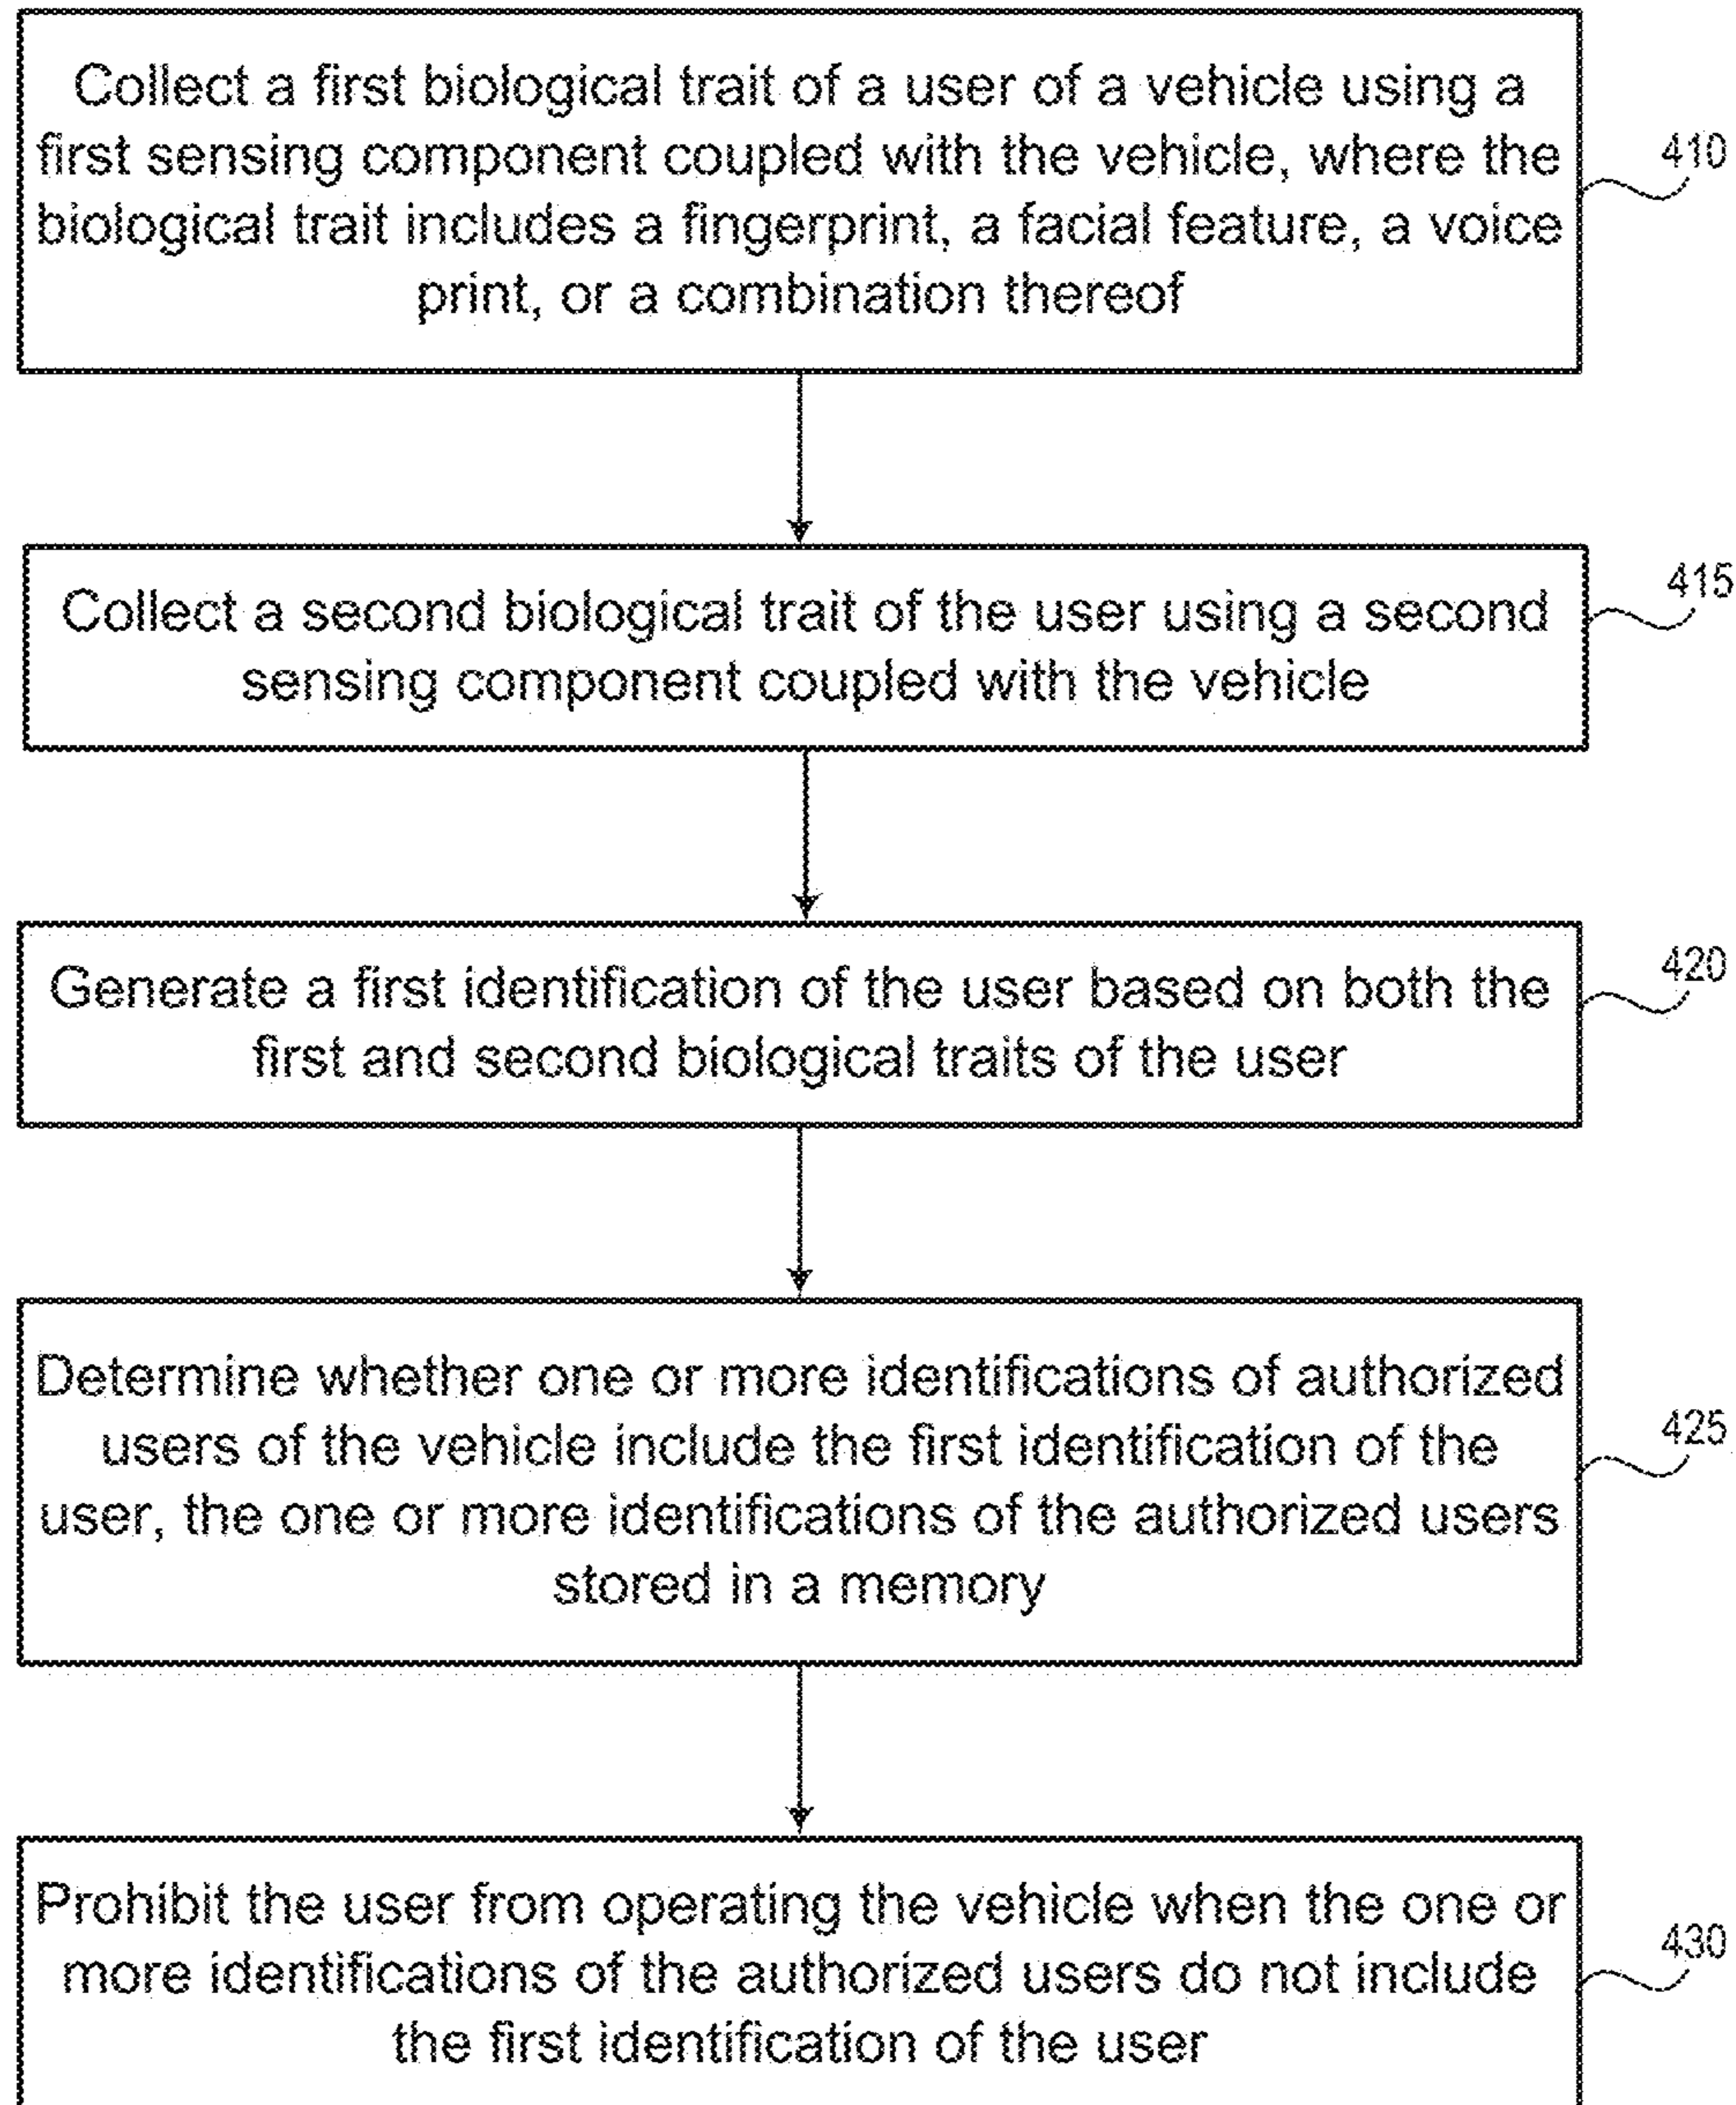 Collect a first biological trait of a user of a vehicle using a
first sensing component coupled with the vehicle, where the
biological trait includes a fingerprint, a facial feature, a voice
print, or a combination thereof
410
Collect a second biological trait of the user using a second
sensing component coupled with the vehicle
415
Generate a first identification of the user based on both the
first and second biological traits of the user
420
Determine whether one or more identifications of authorized
users of the vehicle include the first identification of the
user, the one or more identifications of the authorized users
stored in a memory
425
Prohibit the user from operating the vehicle when the one or
more identifications of the authorized users do not include
the first identification of the user
430